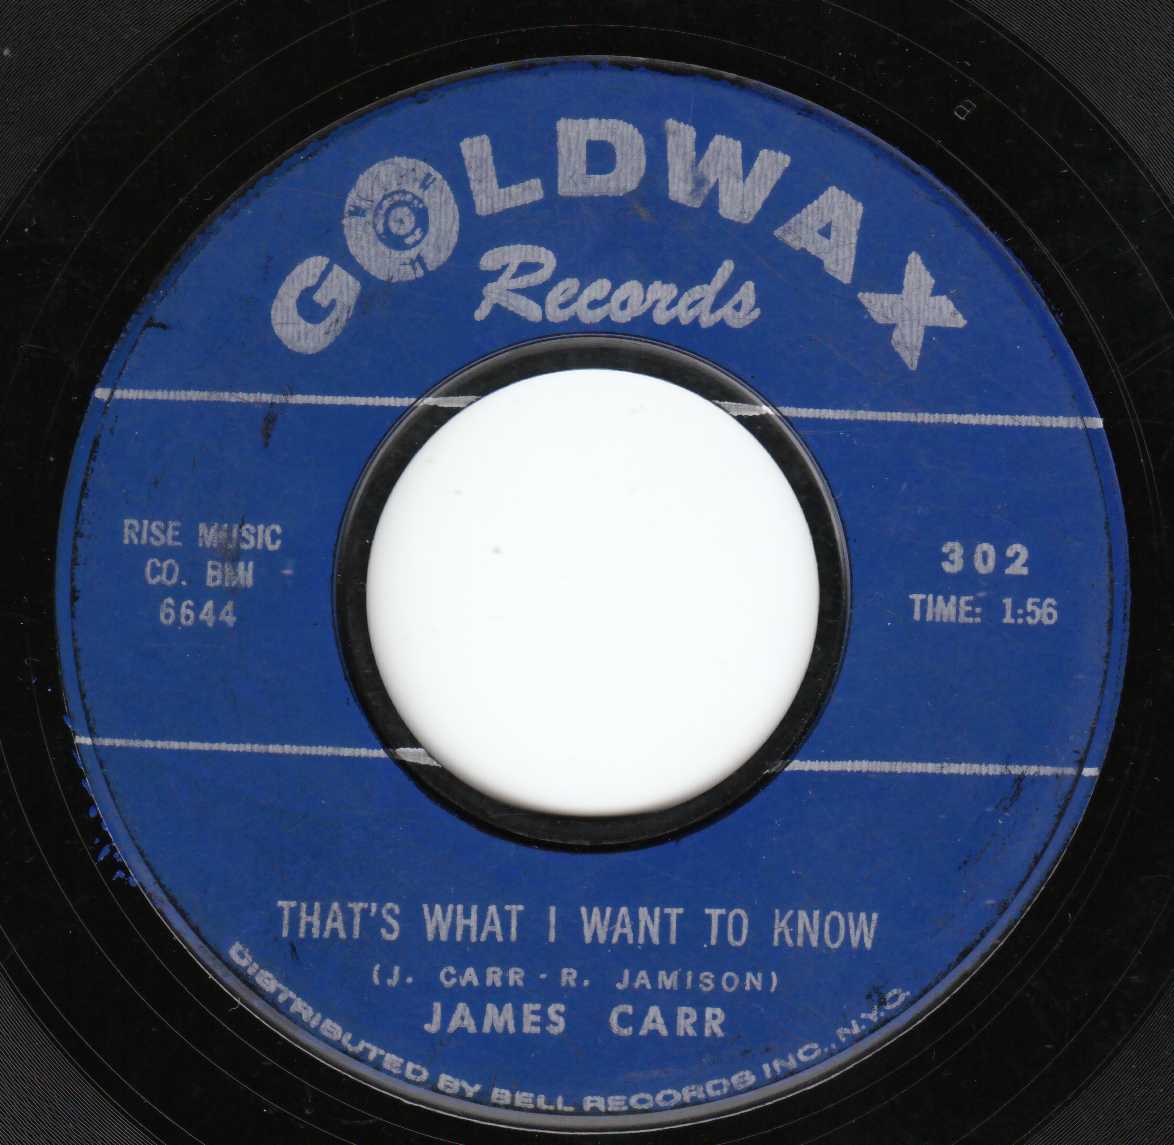 GOLDWAX
Records
RISE MUSIC
CO. BMI
6644
302
TIME: 1:56
THAT'S WHAT I WANT TO KNOW
(J. CARR - R. JAMISON)
JAMES CARR
DISTRIBUTED BY BELL RECORDS INC., N.Y.C.